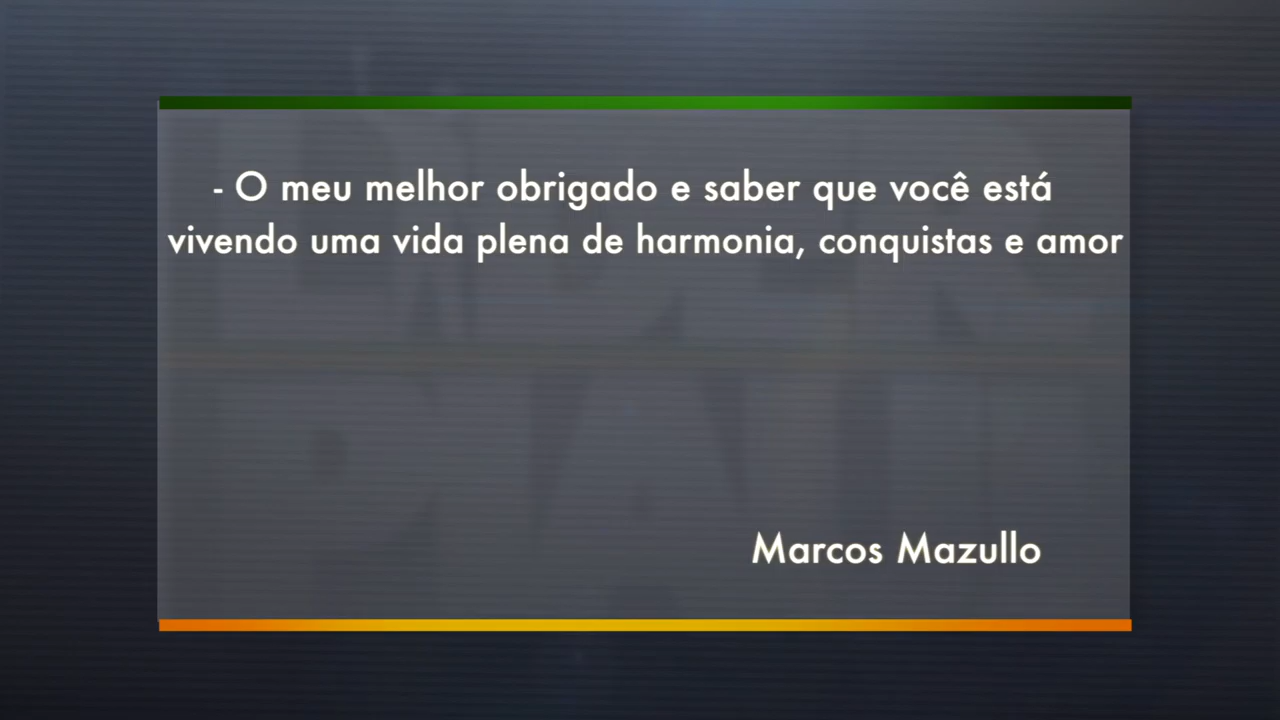 - O meu melhor obrigado e saber que você está
vivendo uma vida plena de harmonia, conquistas e amor
Marcos Mazullo